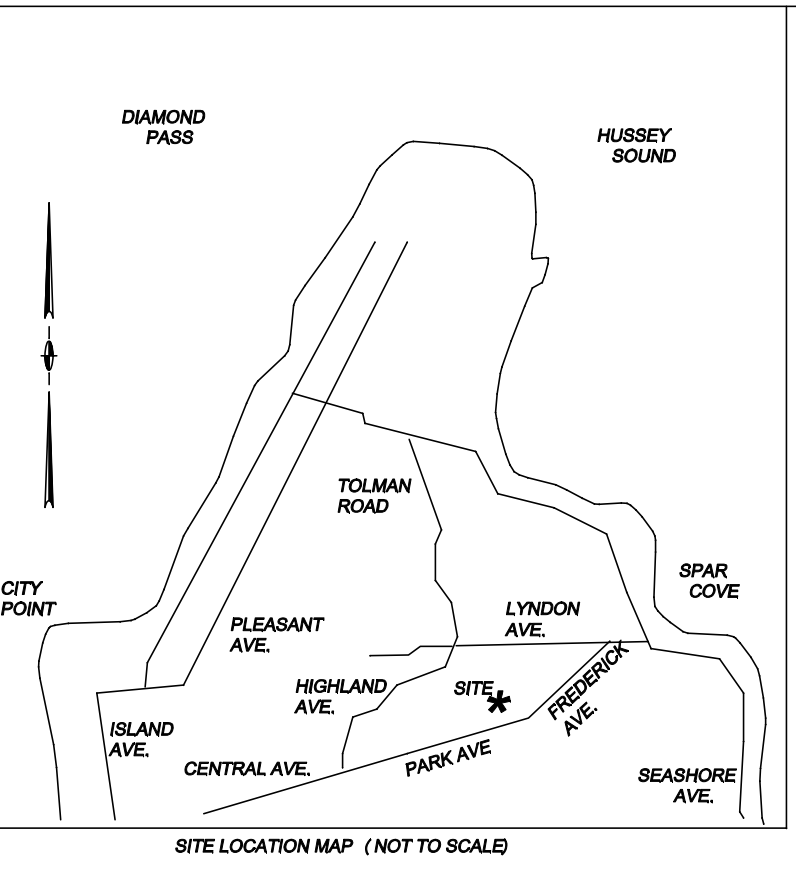 DIAMOND
PASS
HUSSEY
SOUND
TOLMAN
ROAD
SPAR
COVE
CITY
POINT
LYNDON
AVE.
PLEASANT
AVE.
HIGHLAND
AVE.
SITE
*
FREDERICK
AVE.
ISLAND
AVE.
CENTRAL AVE.
PARK AVE
SEASHORE
AVE.
SITE LOCATION MAP ( NOT TO SCALE)